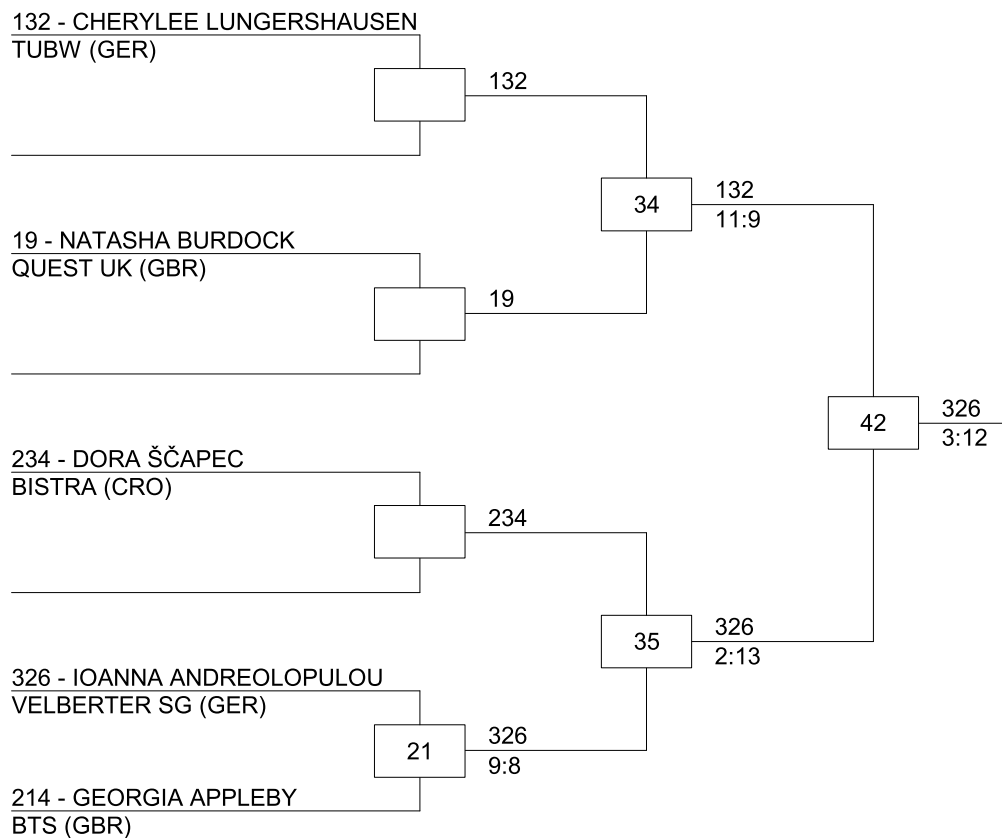 132 - CHERYLEE LUNGERSHAUSEN
TUBW (GER)
132
34
132
11:9
19 - NATASHA BURDOCK
QUEST UK (GBR)
19
42
326
3:12
234 - DORA ŠČAPEC
BISTRA (CRO)
234
35
326
2:13
326 - IOANNA ANDREOLOPULOU
VELBERTER SG (GER)
21
326
9:8
214 - GEORGIA APPLEBY
BTS (GBR)